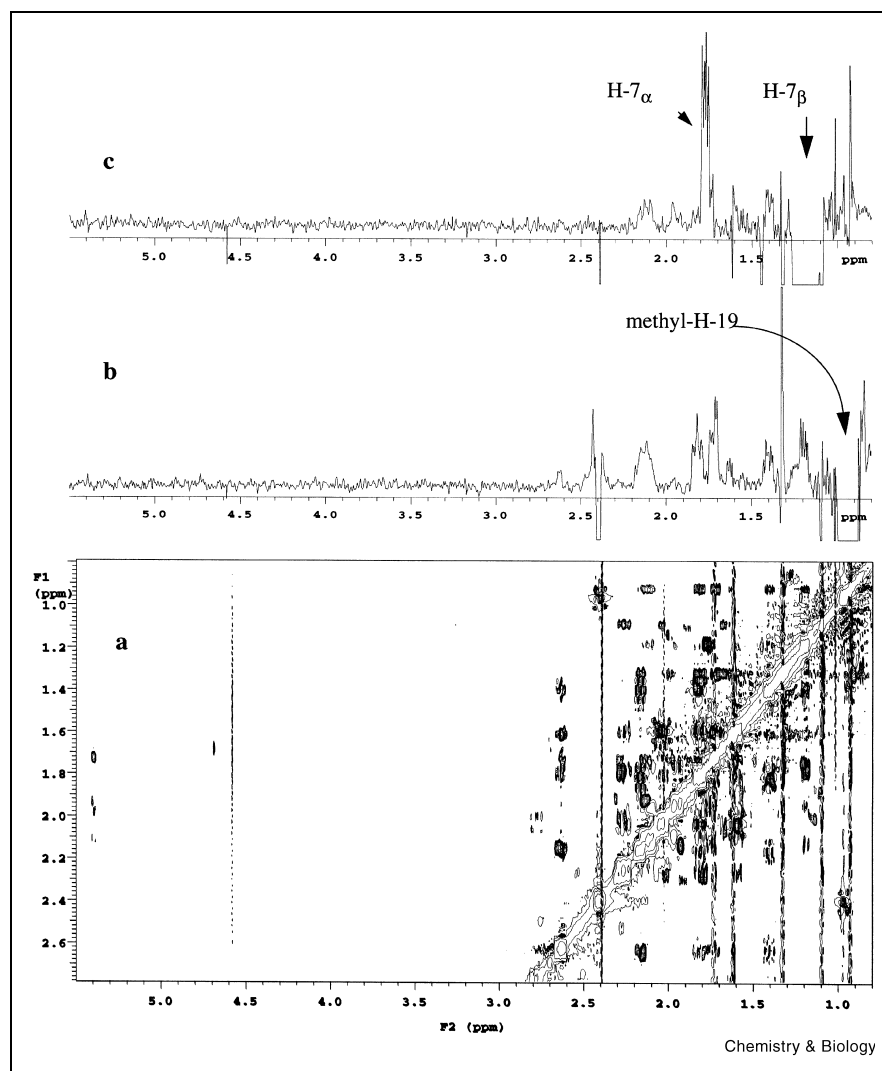 H-7α H-7β
c
5.0 4.5 4.0 3.5 3.0 2.5 2.0 1.5 ppm
methyl-H-19
b
5.0 4.5 4.0 3.5 3.0 2.5 2.0 1.5 ppm
F1
(ppm)
a
1.0
1.2
1.4
1.6
1.8
2.0
2.2
2.4
2.6
5.0 4.5 4.0 3.5 3.0 2.5 2.0 1.5 1.0
F2 (ppm)
Chemistry & Biology